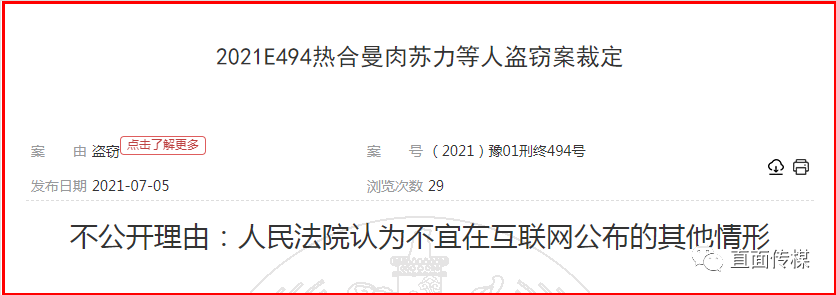 2021E494热合曼肉苏力等人盗窃案裁定
案 由 盗窃 点击了解更多 案 号 （2021）豫01刑终494号
发布日期 2021-07-05 浏览次数 29
不公开理由：人民法院认为不宜在互联网公布的其他情形
直面传媒